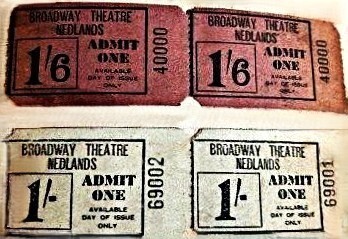 BROADWAY THEATRE
NEDLANDS
1'/6
ADMIT
ONE
AVAILABLE
DAY OF ISSUE
ONLY
40000
BROADWAY THEATRE
NEDLANDS
1'/6
ADMIT
ONE
AVAILABLE
DAY OF ISSUE
ONLY
40000
BROADWAY THEATRE
NEDLANDS
1/-
ADMIT
ONE
AVAILABLE
DAY OF ISSUE
ONLY
69002
BROADWAY THEATRE
NEDLANDS
1/-
ADMIT
ONE
AVAILABLE
DAY OF ISSUE
ONLY
69001